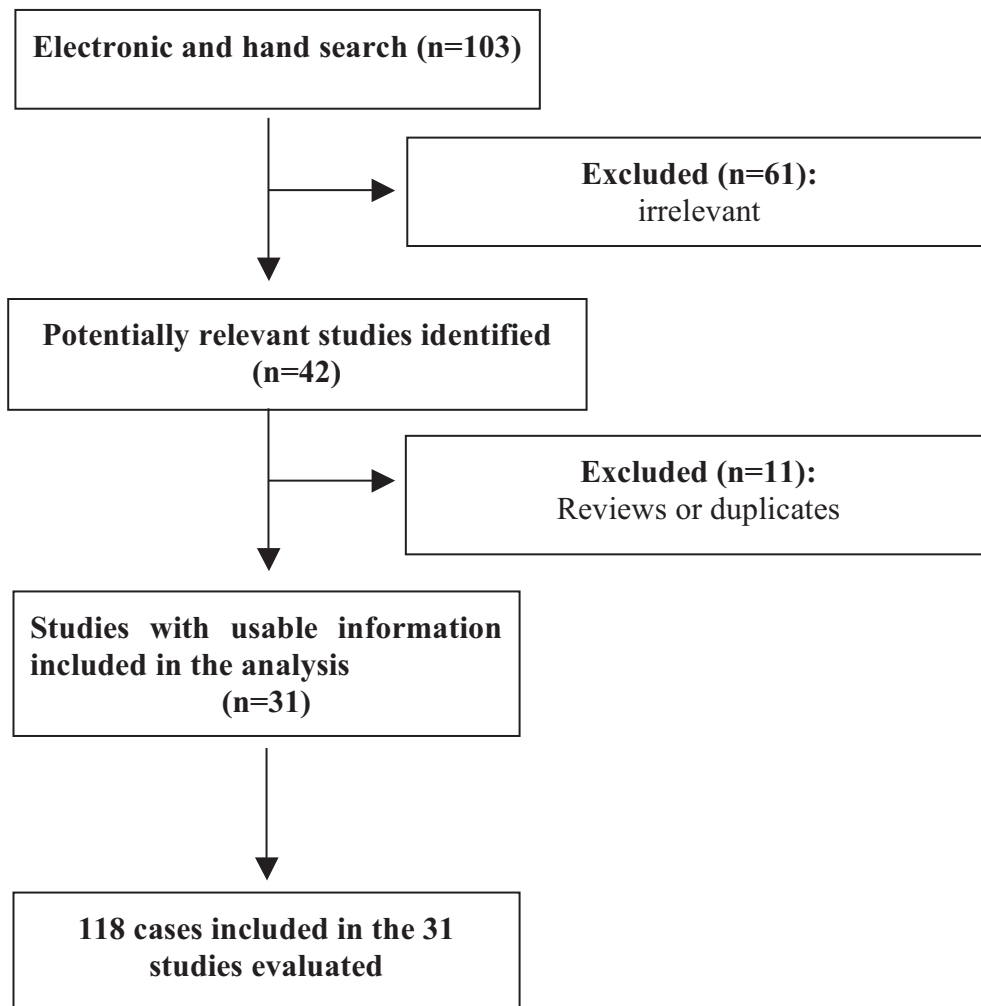 Electronic and hand search (n=103)
Excluded (n=61):
irrelevant
Potentially relevant studies identified
(n=42)
Excluded (n=11):
Reviews or duplicates
Studies with usable information
included in the analysis
(n=31)
118 cases included in the 31
studies evaluated